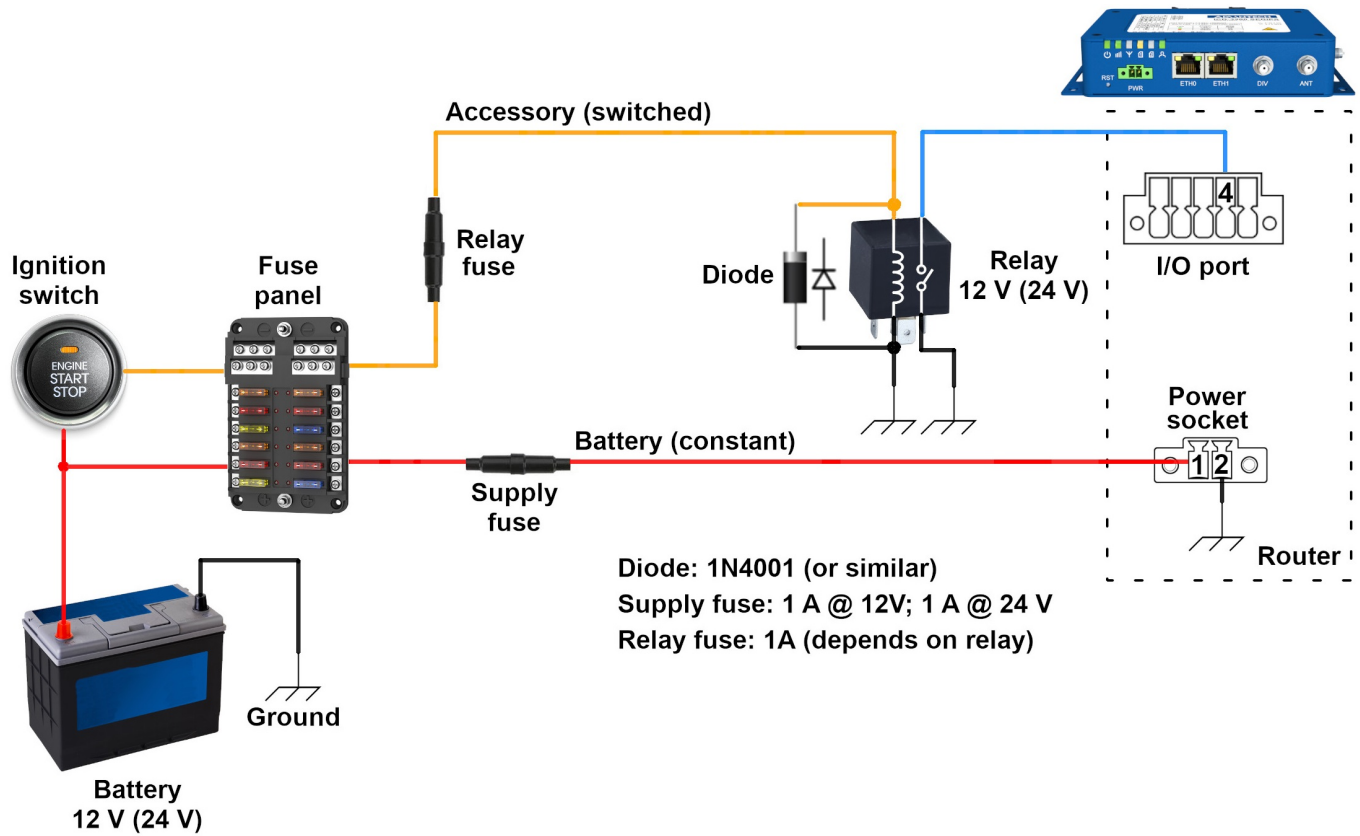 RST
PWR
ETH0
ETH1
DIV
ANT
Accessory (switched)
4
I/O port
Relay
fuse
Diode
Relay
12 V (24 V)
Ignition
switch
Fuse
panel
ENGINE
START
STOP
Power
socket
1 2
Battery (constant)
Supply
fuse
Router
Diode: 1N4001 (or similar)
Supply fuse: 1 A @ 12V; 1 A @ 24 V
Relay fuse: 1A (depends on relay)
Ground
Battery
12 V (24 V)